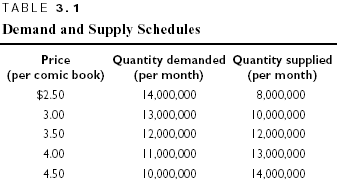 TABLE 3.1
Demand and Supply Schedules
Price Quantity demanded Quantity supplied
(per comic book) (per month) (per month)
$2.50 14,000,000 8,000,000
3.00 13,000,000 10,000,000
3.50 12,000,000 12,000,000
4.00 11,000,000 13,000,000
4.50 10,000,000 14,000,000